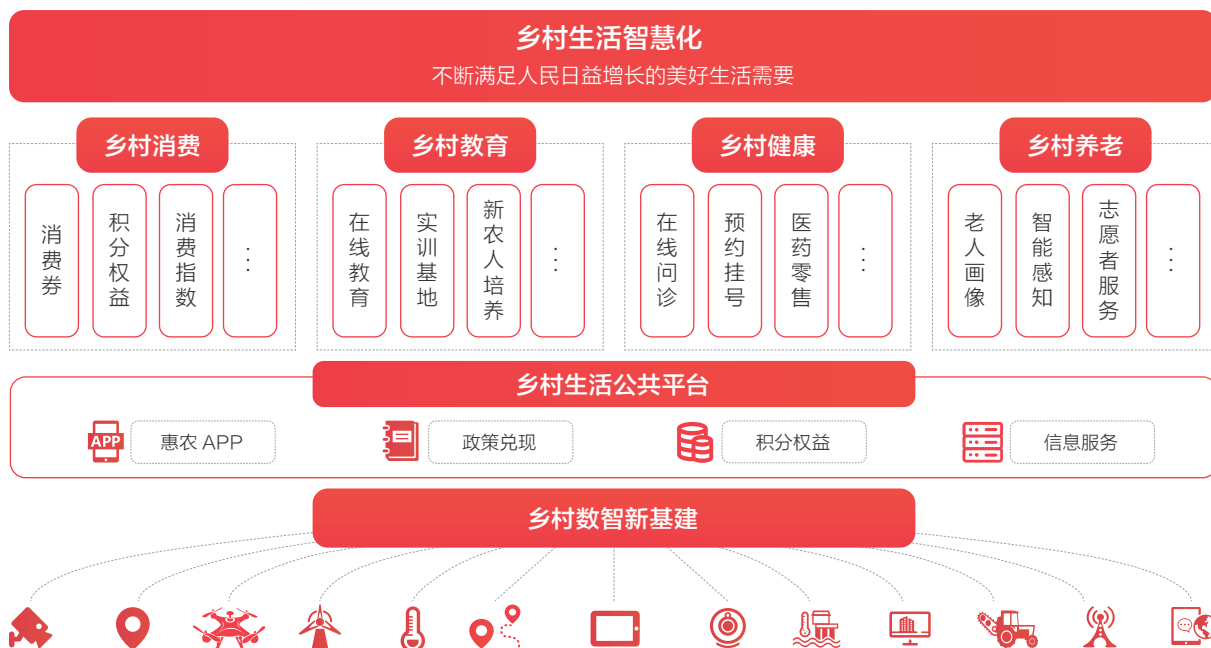 乡村生活智慧化
不断满足人民日益增长的美好生活需要
乡村消费
消费券
积分权益
消费指数
...
乡村教育
在线教育
实训基地
新农人培养
...
乡村健康
在线问诊
预约挂号
医药零售
...
乡村养老
老人画像
智能感知
志愿者服务
...
乡村生活公共平台
APP
惠农 APP
政策兑现
积分权益
信息服务
乡村数智新基建